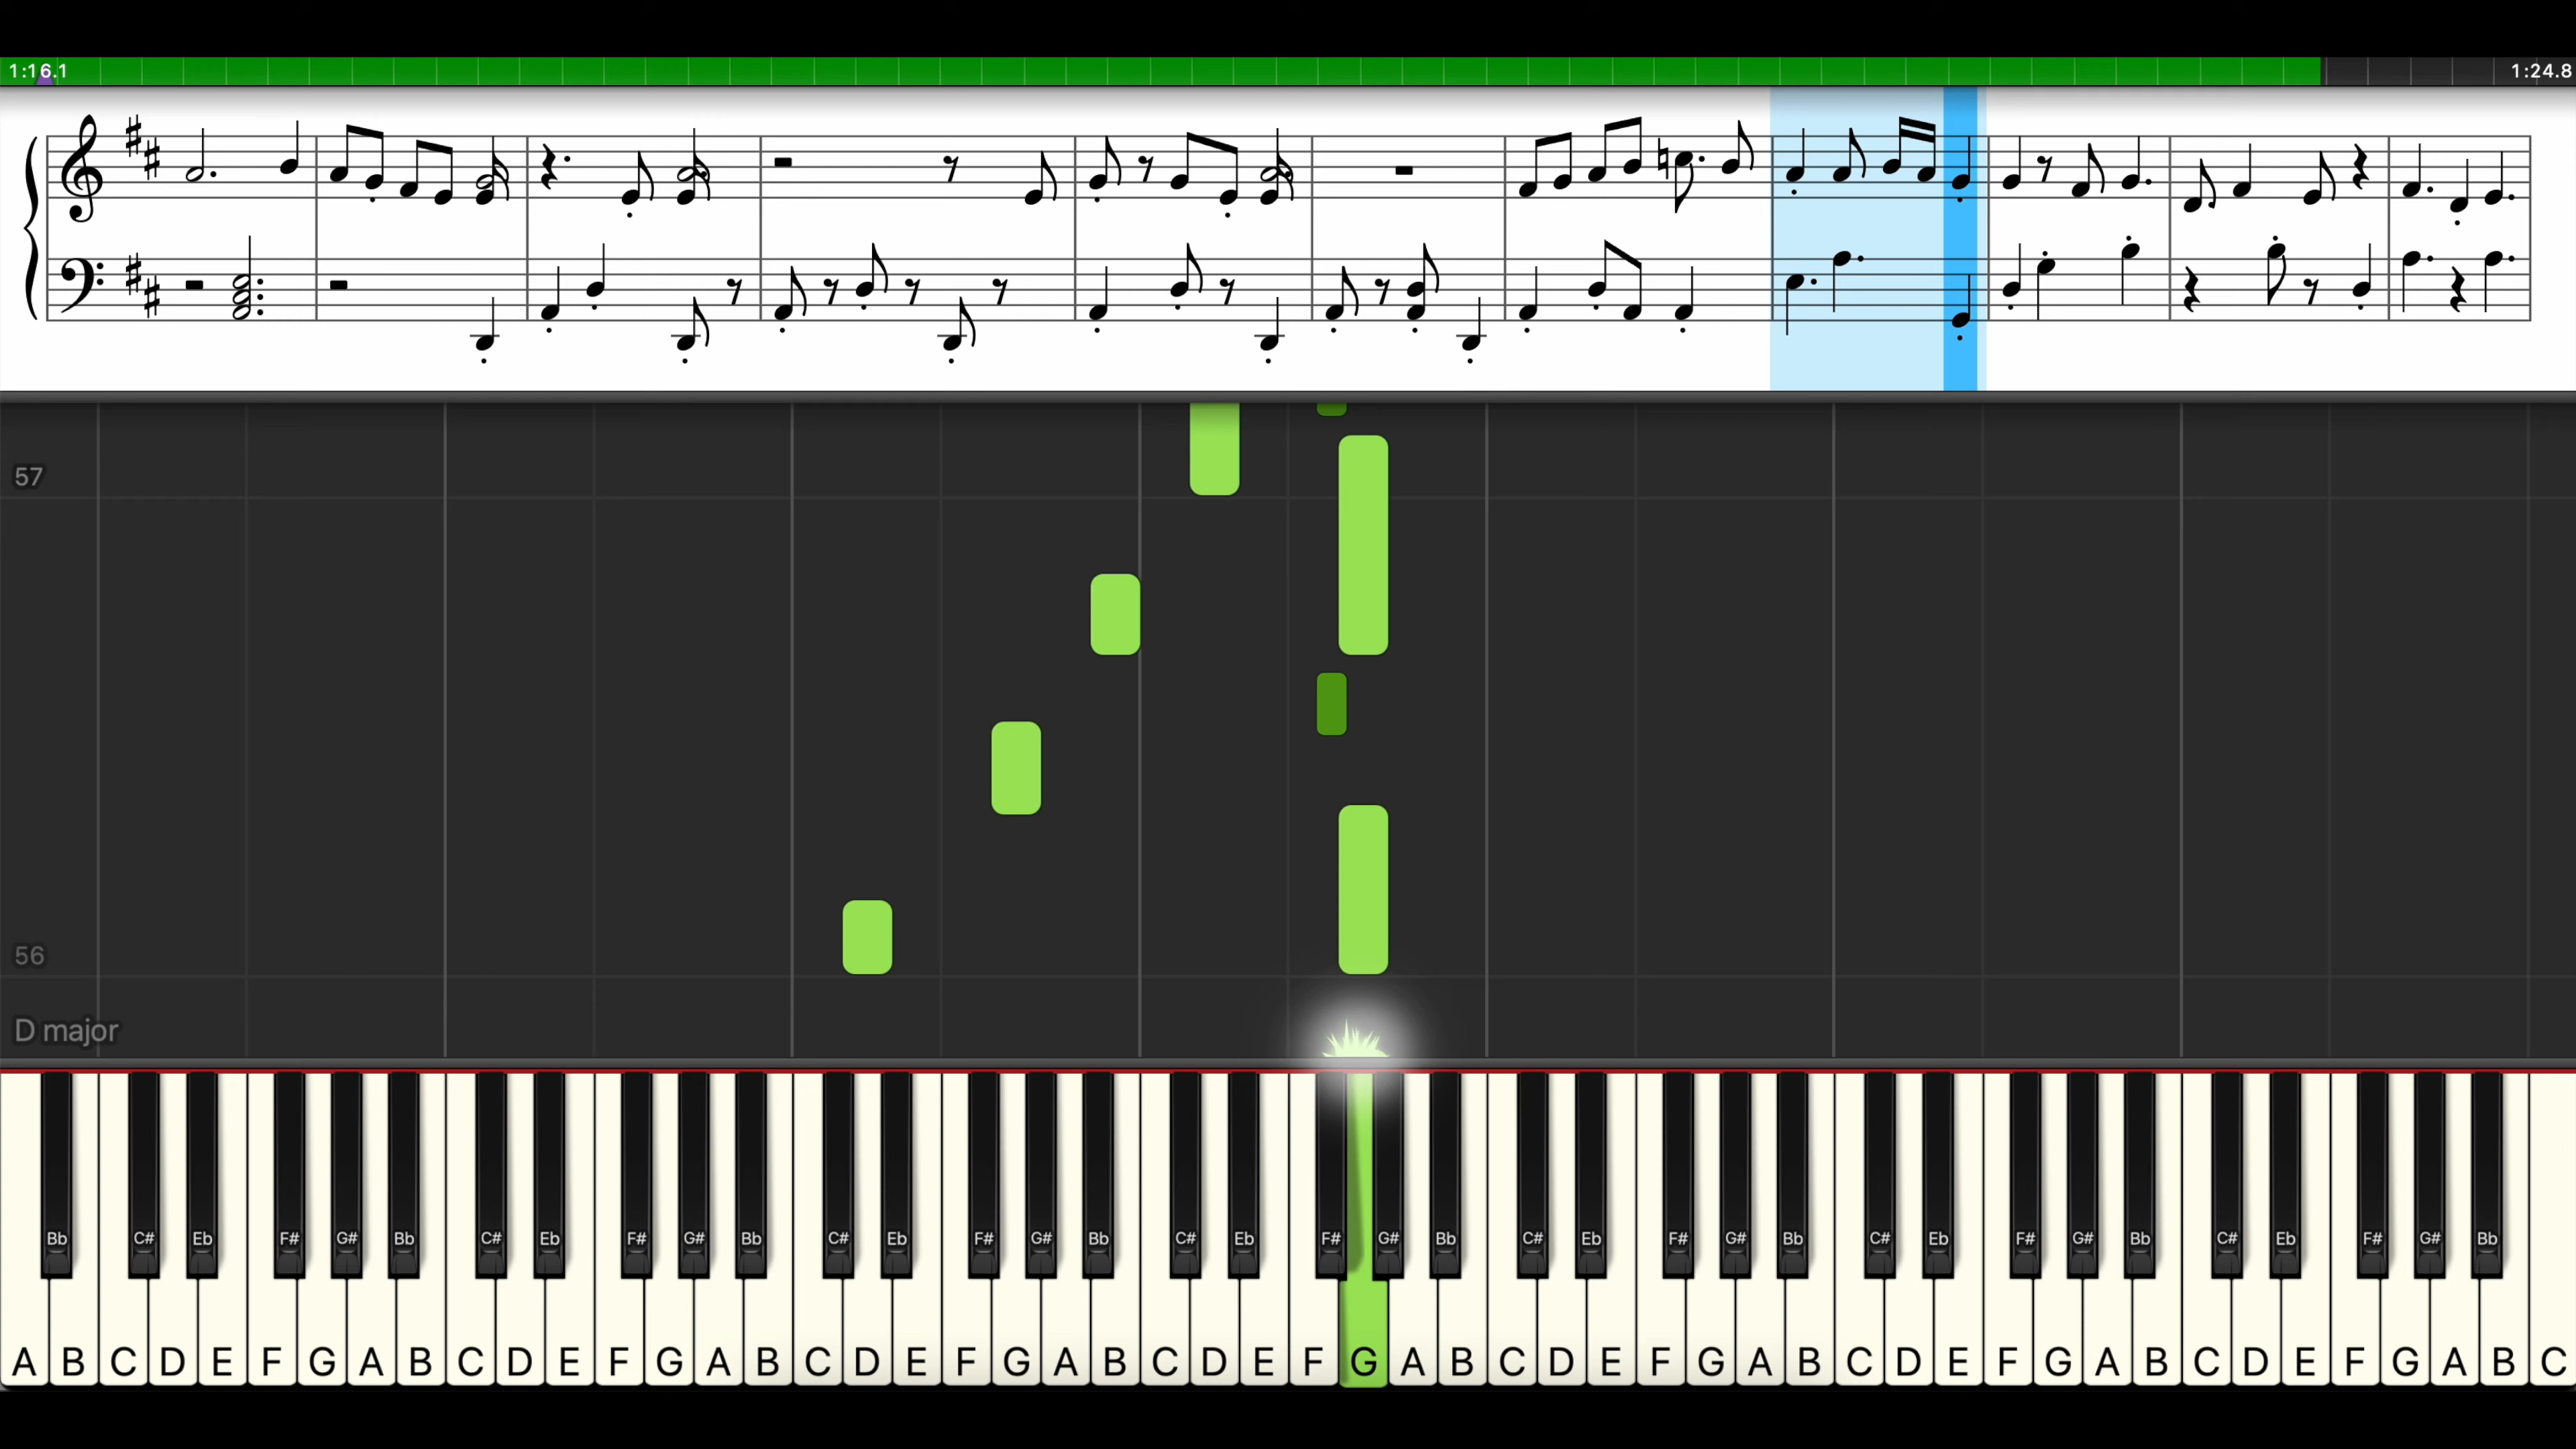 1:16.1 1:24.8
57
56
D major
Bb C# Eb F# G# Bb C# Eb F# G# Bb C# Eb F# G# Bb C# Eb F# G# Bb C# Eb F# G# Bb C# Eb F# G# Bb C# Eb F# G# Bb
A B C D E F G A B C D E F G A B C D E F G A B C D E F G A B C D E F G A B C D E F G A B C D E F G A B C